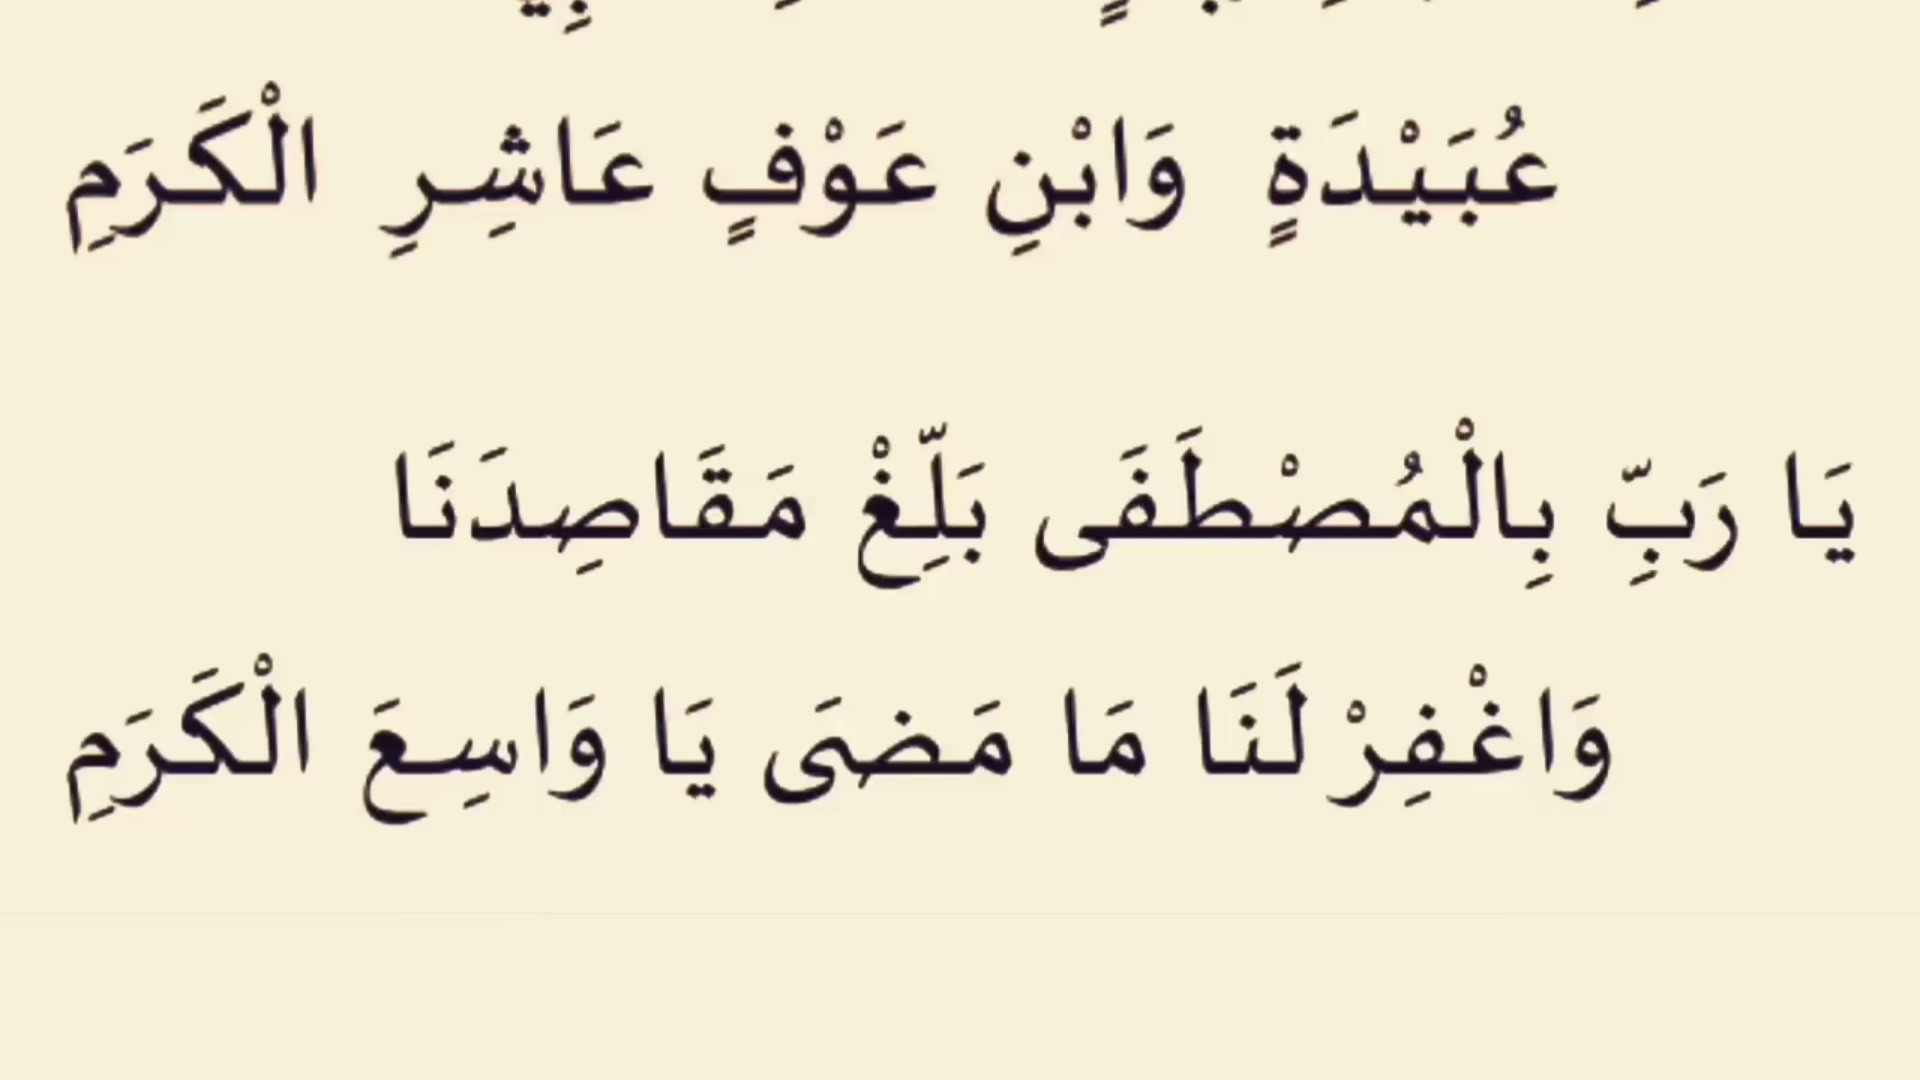 عُبَيْدَةٍ وَابْنِ عَوْفٍ عَاشِرِ الْكَرَمِ
يَا رَبِّ بِالْمُصْطَفَى بَلِّغْ مَقَاصِدَنَا
وَاغْفِرْ لَنَا مَا مَضَى يَا وَاسِعَ الْكَرَمِ